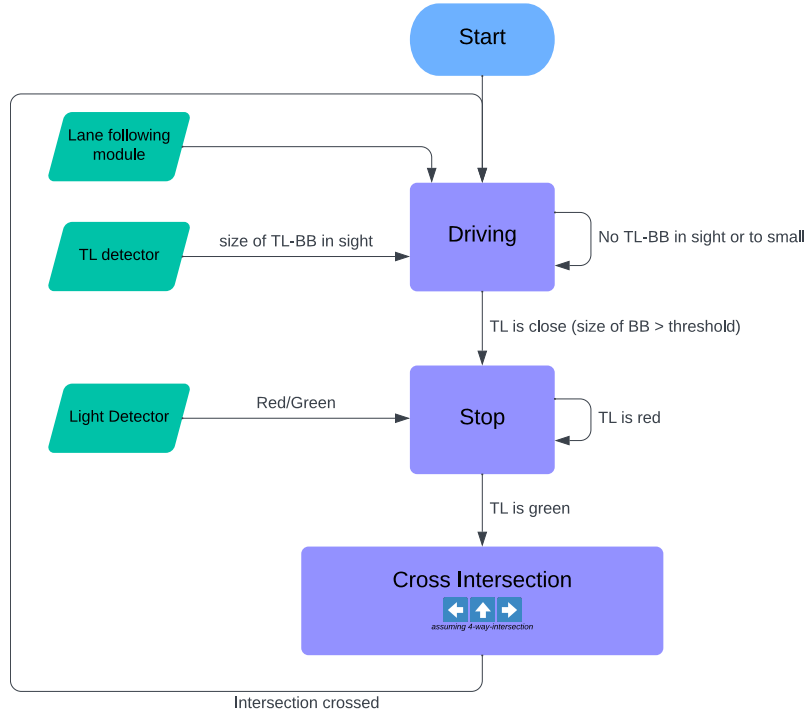 Start
Lane following
module
Driving
No TL-BB in sight or to small
TL detector
size of TL-BB in sight
TL is close (size of BB > threshold)
Light Detector
Red/Green
Stop
TL is red
TL is green
Cross Intersection
assuming 4-way-intersection
Intersection crossed